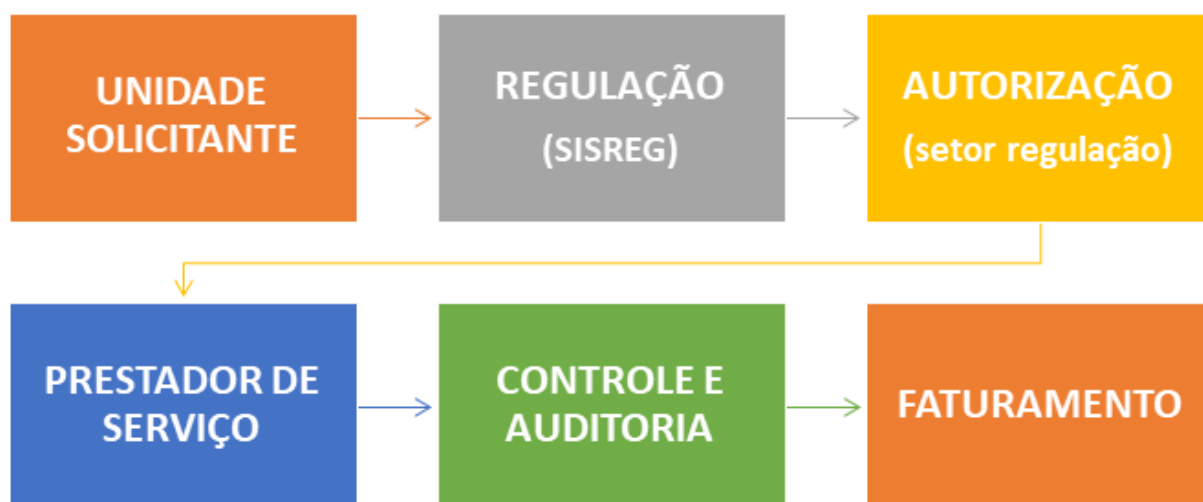 UNIDADE
SOLICITANTE
REGULAÇÃO
(SISREG)
AUTORIZAÇÃO
(setor regulação)
PRESTADOR DE
SERVIÇO
CONTROLE E
AUDITORIA
FATURAMENTO